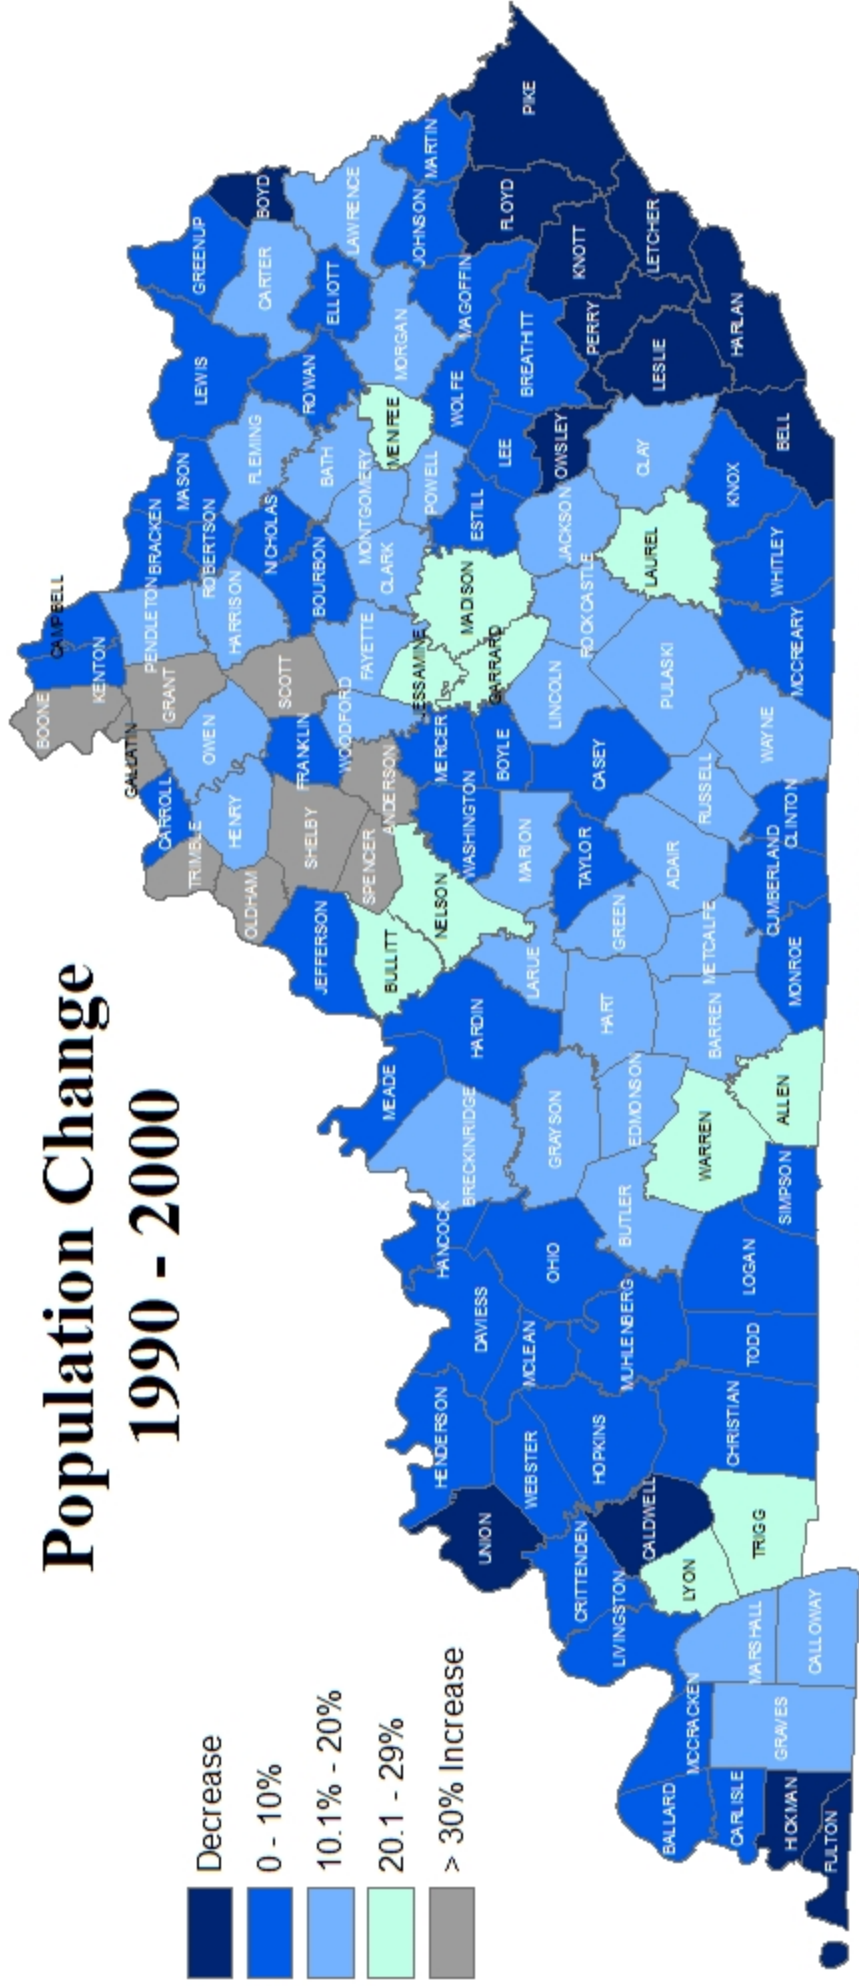 Population Change
1990 - 2000
Decrease
0 - 10%
10.1% - 20%
20.1 - 29%
> 30% Increase
BOONE
CAMPBELL
KENTON
GALLATIN
GRANT
PENDLETON
BRACKEN
MASON
LEWIS
GREENUP
BOYD
CARROLL
TRIMBLE
OWEN
HARRISON
ROBERTSON
FLEMING
CARTER
HENRY
OLDHAM
SCOTT
NICHOLAS
ROWAN
ELLIOTT
LAWRENCE
SHELBY
FRANKLIN
BOURBON
BATH
JEFFERSON
SPENCER
ANDERSON
WOODFORD
FAYETTE
CLARK
MONTGOMERY
MENIFEE
MORGAN
JOHNSON
MARTIN
BULLITT
NELSON
MERCER
JESSAMINE
MADISON
POWELL
WOLFE
MAGOFFIN
FLOYD
PIKE
MEADE
HARDIN
WASHINGTON
BOYLE
GARRARD
ESTILL
LEE
BREATHITT
KNOTT
HANCOCK
BRECKINRIDGE
LARUE
MARION
LINCOLN
JACKSON
OWSLEY
PERRY
LETCHER
HENDERSON
DAVIESS
OHIO
GRAYSON
HART
GREEN
TAYLOR
CASEY
ROCKCASTLE
LAUREL
CLAY
LESLIE
UNION
WEBSTER
MCLEAN
MUHLENBERG
BUTLER
EDMONSON
BARREN
METCALFE
ADAIR
RUSSELL
PULASKI
KNOX
HARLAN
CRITTENDEN
HOPKINS
WARREN
WAYNE
WHITLEY
BELL
LIVINGSTON
CALDWELL
CHRISTIAN
TODD
LOGAN
SIMPSON
ALLEN
MONROE
CUMBERLAND
CLINTON
MCCREARY
BALLARD
MCCRACKEN
LYON
TRIGG
CARLISLE
GRAVES
MARSHALL
HICKMAN
FULTON
CALLOWAY